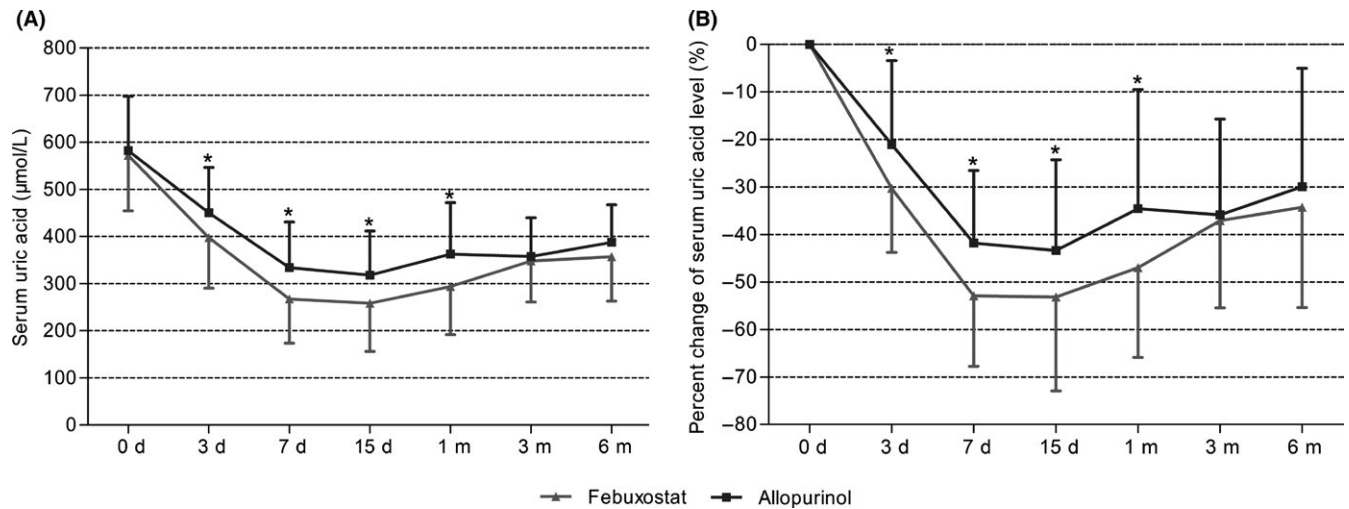 (A)
Serum uric acid (μmol/L)
800
700
600
500
400
300
200
100
0
* * * * *
0 d 3 d 7 d 15 d 1 m 3 m 6 m
(B)
Percent change of serum uric acid level (%)
0
–10
–20
–30
–40
–50
–60
–70
–80
* * * *
0 d 3 d 7 d 15 d 1 m 3 m 6 m
Febuxostat Allopurinol